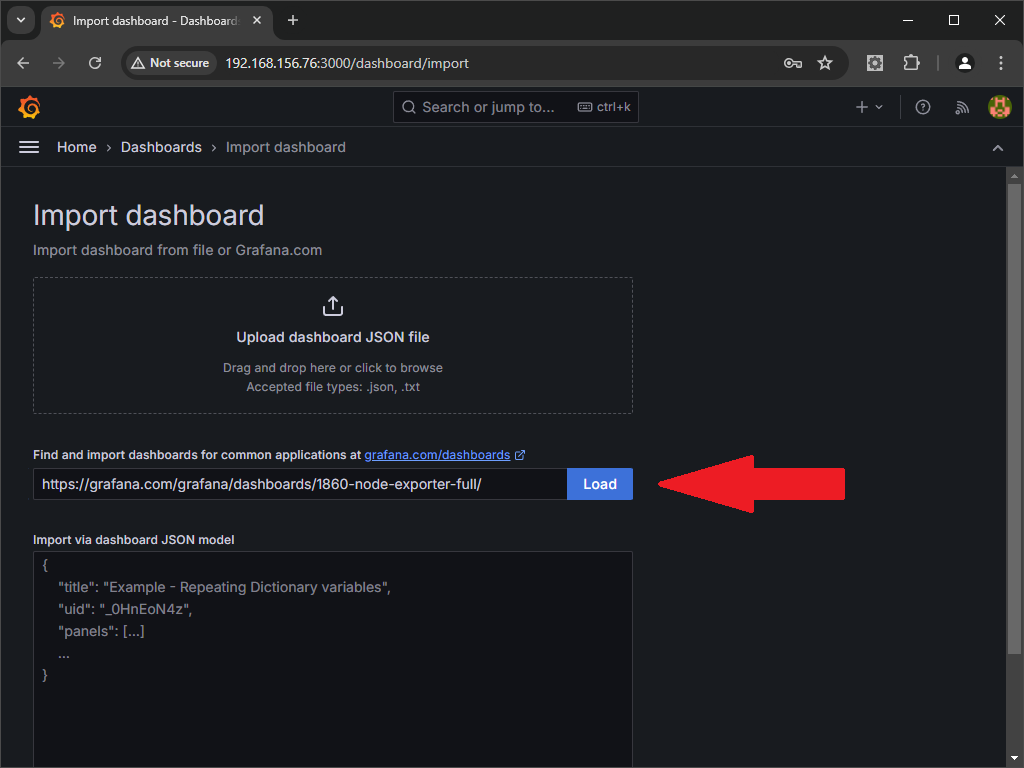 Import dashboard - Dashboards
Not secure
192.168.156.76:3000/dashboard/import
Search or jump to...
ctrl+k
Home › Dashboards › Import dashboard
Import dashboard
Import dashboard from file or Grafana.com
Upload dashboard JSON file
Drag and drop here or click to browse
Accepted file types: .json, .txt
Find and import dashboards for common applications at grafana.com/dashboards
https://grafana.com/grafana/dashboards/1860-node-exporter-full/
Load
Import via dashboard JSON model
{
"title": "Example - Repeating Dictionary variables",
"uid": "_0HnEoN4z",
"panels": [...]
...
}